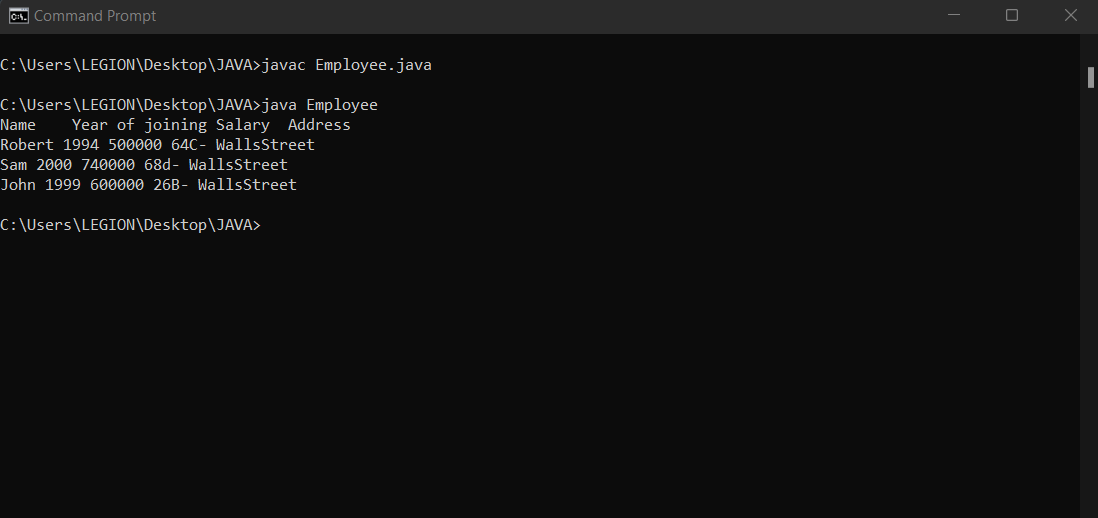 Command Prompt
C:\Users\LEGION\Desktop\JAVA>javac Employee.java
C:\Users\LEGION\Desktop\JAVA>java Employee
Name    Year of joining Salary  Address
Robert 1994 500000 64C- WallsStreet
Sam 2000 740000 68d- WallsStreet
John 1999 600000 26B- WallsStreet
C:\Users\LEGION\Desktop\JAVA>